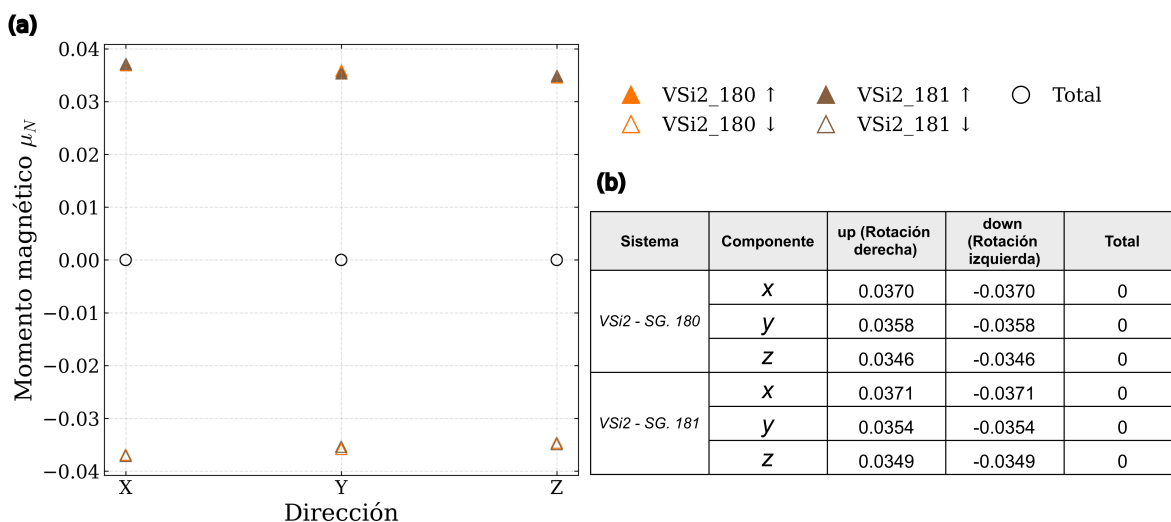 (a)
0.04
0.03
0.02
0.01
0.00
−0.01
−0.02
−0.03
−0.04
Momento magnético μN
X Y Z
Dirección
VSi2_180 ↑ VSi2_181 ↑ Total
VSi2_180 ↓ VSi2_181 ↓
(b)
Sistema Componente up (Rotación derecha) down (Rotación izquierda) Total
VSi2 - SG. 180
x 0.0370 -0.0370 0
y 0.0358 -0.0358 0
z 0.0346 -0.0346 0
VSi2 - SG. 181
x 0.0371 -0.0371 0
y 0.0354 -0.0354 0
z 0.0349 -0.0349 0